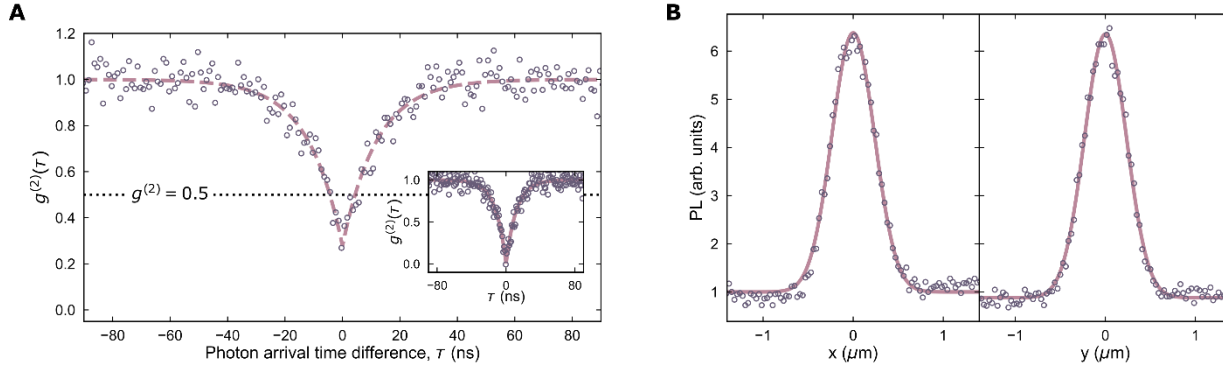 A
1.2
1.0
0.8
0.6
0.4
0.2
0.0
g⁽²⁾(τ)
g⁽²⁾ = 0.5
−80 −60 −40 −20 0 20 40 60 80
Photon arrival time difference, τ (ns)
1.0
0.5
0.0
g⁽²⁾(τ)
−80 0 80
τ (ns)
B
6
5
4
3
2
1
PL (arb. units)
−1 0 1
x (μm)
−1 0 1
y (μm)